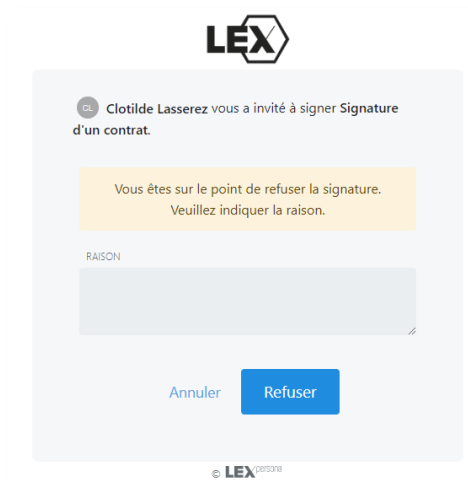 LEX
CL Clotilde Lasserez vous a invité à signer Signature
d'un contrat.
Vous êtes sur le point de refuser la signature.
Veuillez indiquer la raison.
RAISON
Annuler Refuser
© LEX persona